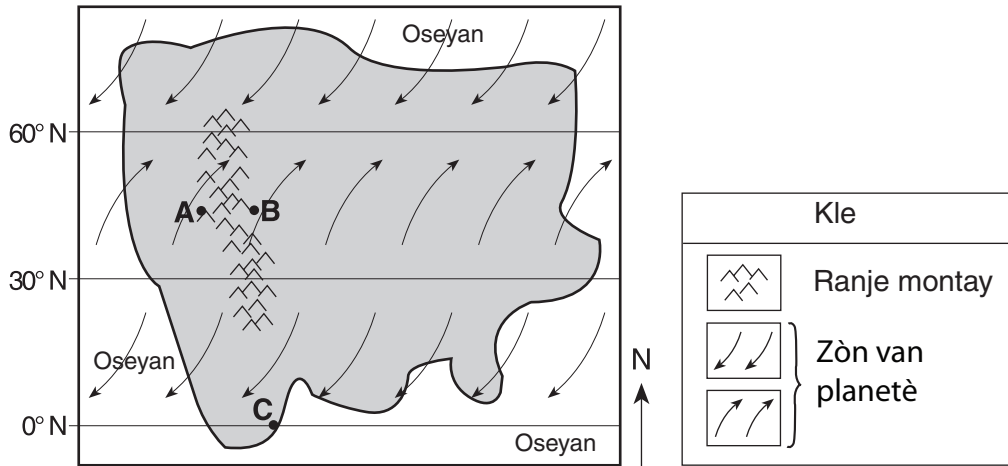 Oseyan
60° N
A
B
30° N
Oseyan
C
0° N
Oseyan
N
Kle
Ranje montay
Zòn van
planetè